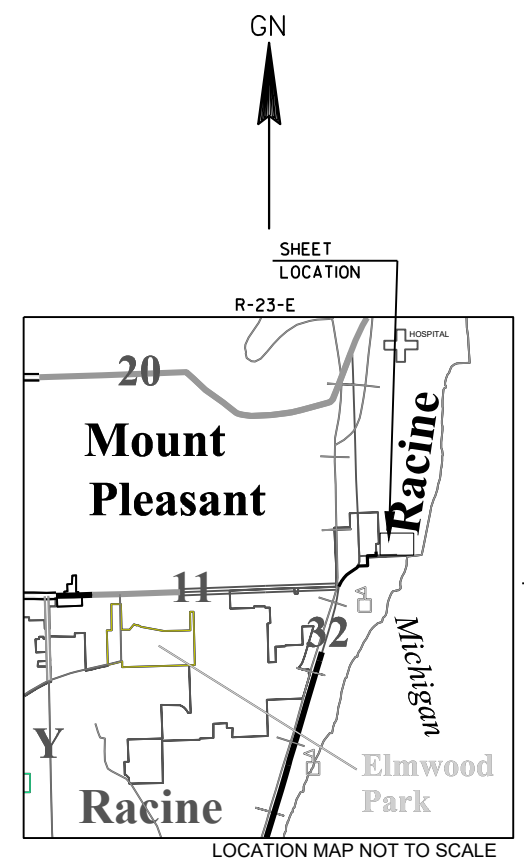 GN
SHEET
LOCATION
R-23-E
HOSPITAL
20
Mount
Pleasant
Racine
11
32
Michigan
Y
Elmwood
Park
Racine
LOCATION MAP NOT TO SCALE